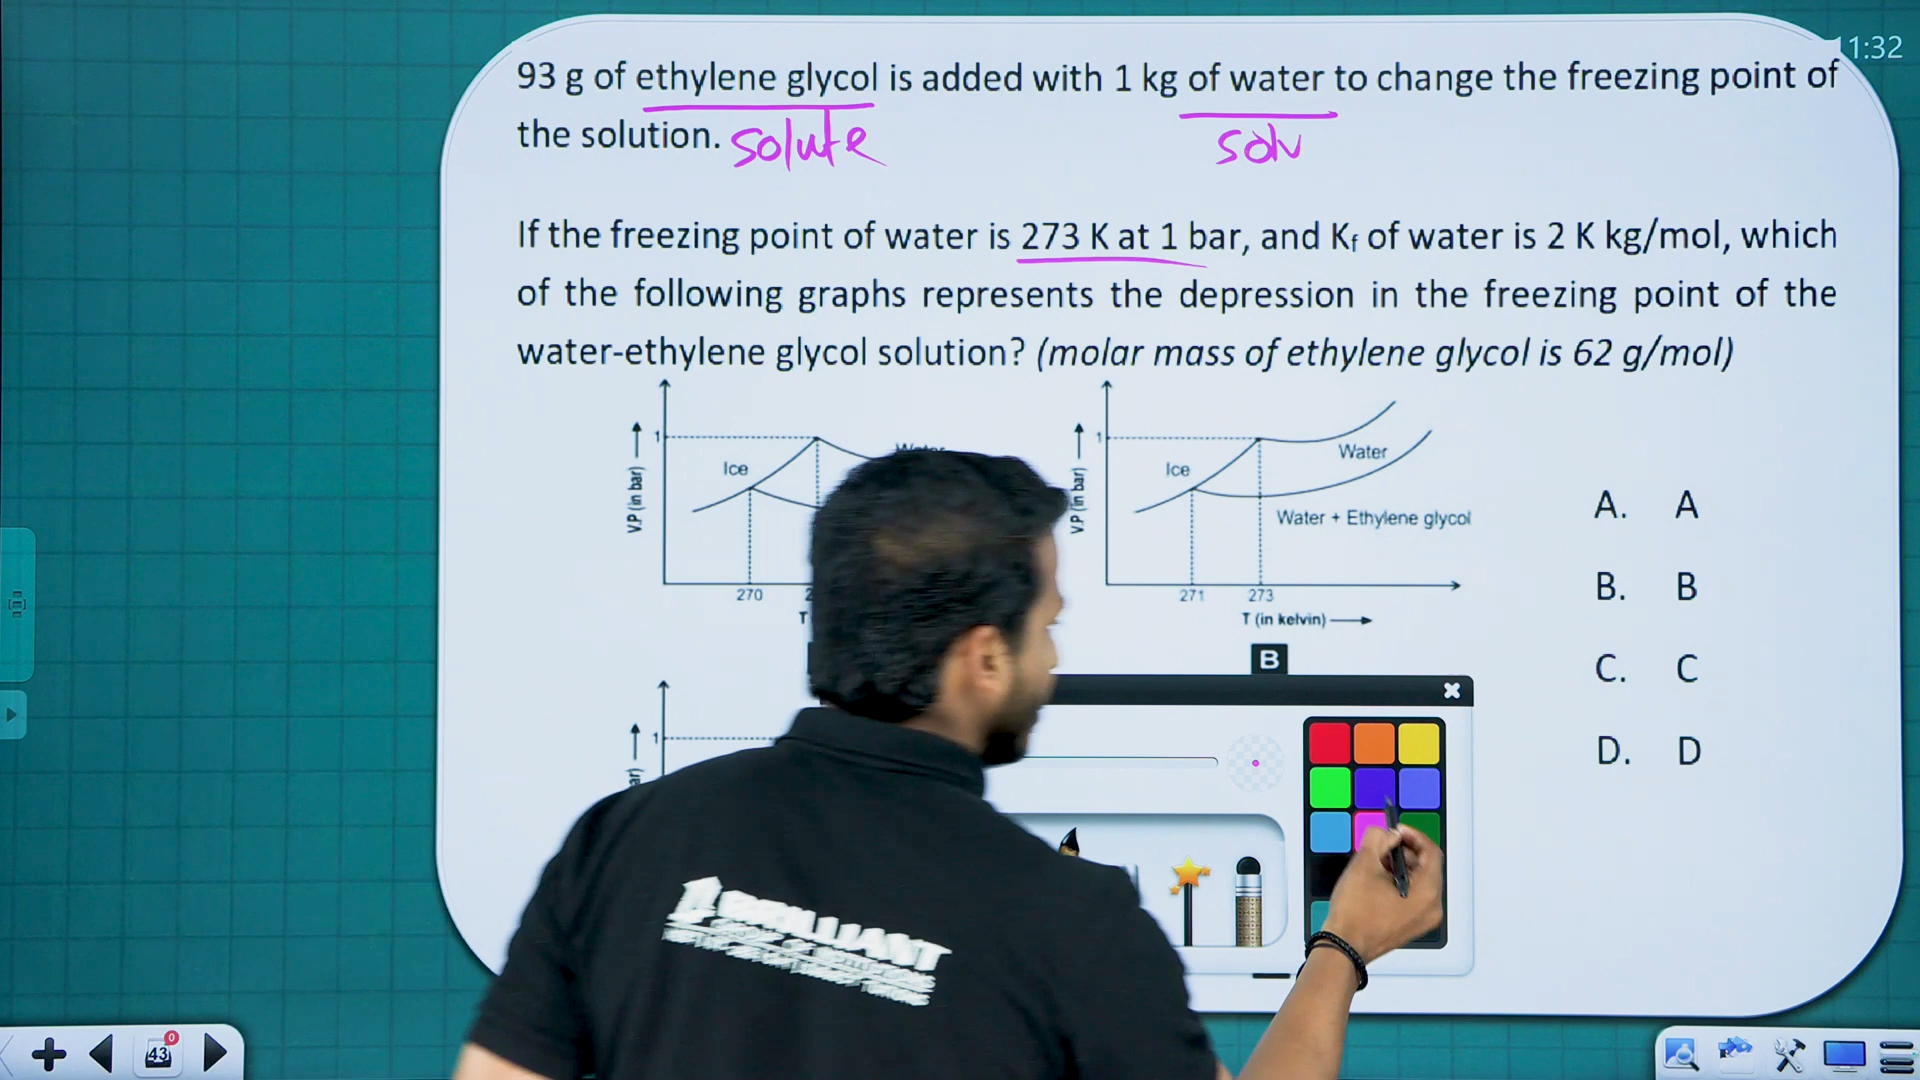 11:32
93 g of ethylene glycol is added with 1 kg of water to change the freezing point of
the solution.
solute
solv
If the freezing point of water is 273 K at 1 bar, and Kf of water is 2 K kg/mol, which
of the following graphs represents the depression in the freezing point of the
water-ethylene glycol solution? (molar mass of ethylene glycol is 62 g/mol)
1
V.P (in bar)
Ice
Water
270
T
1
V.P (in bar)
Ice
Water
Water + Ethylene glycol
271
273
T (in kelvin)
B
A. A
B. B
C. C
D. D
1
BRILLIANT
43
0